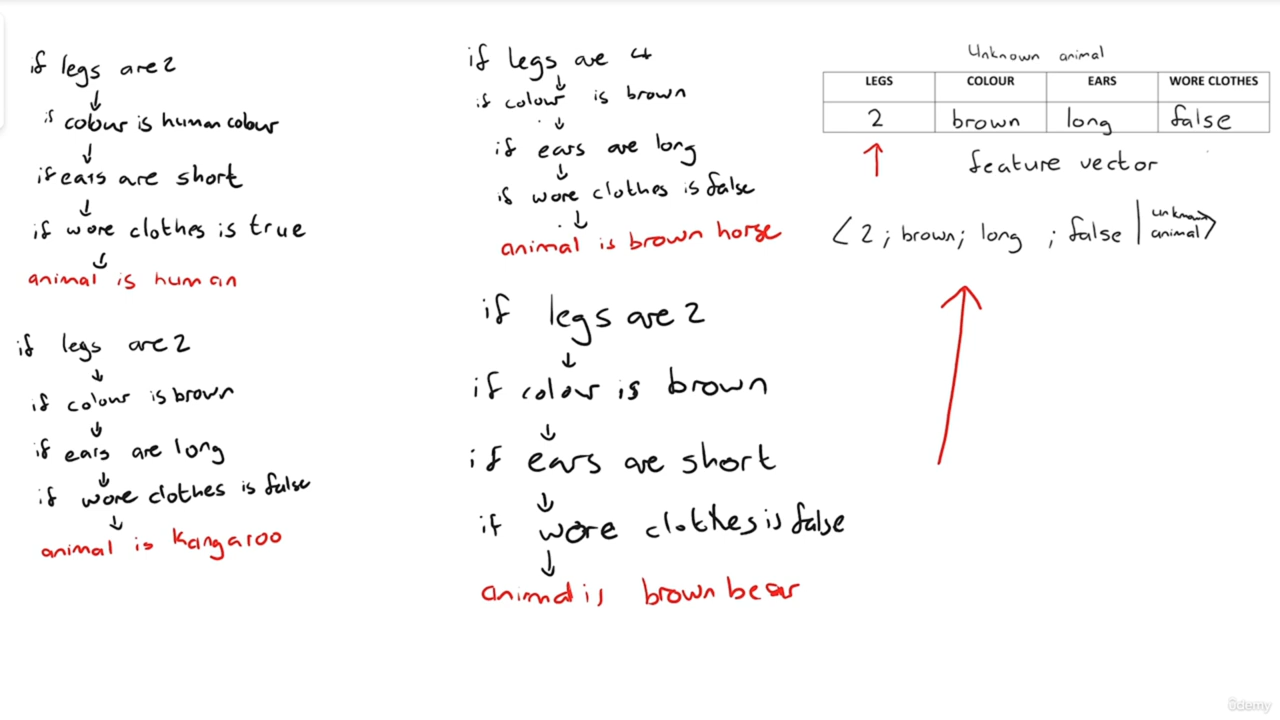 if legs are 2
if colour is human colour
if ears are short
if wore clothes is true
animal is human
if legs are 2
if colour is brown
if ears are long
if wore clothes is false
animal is kangaroo
if legs are 4
if colour is brown
if ears are long
if wore clothes is false
animal is brown horse
if legs are 2
if colour is brown
if ears are short
if wore clothes is false
animal is brown bear
Unknown animal
LEGS COLOUR EARS WORE CLOTHES
2 brown long false
feature vector
< 2 ; brown ; long ; false | unknown animal >
ûdemy